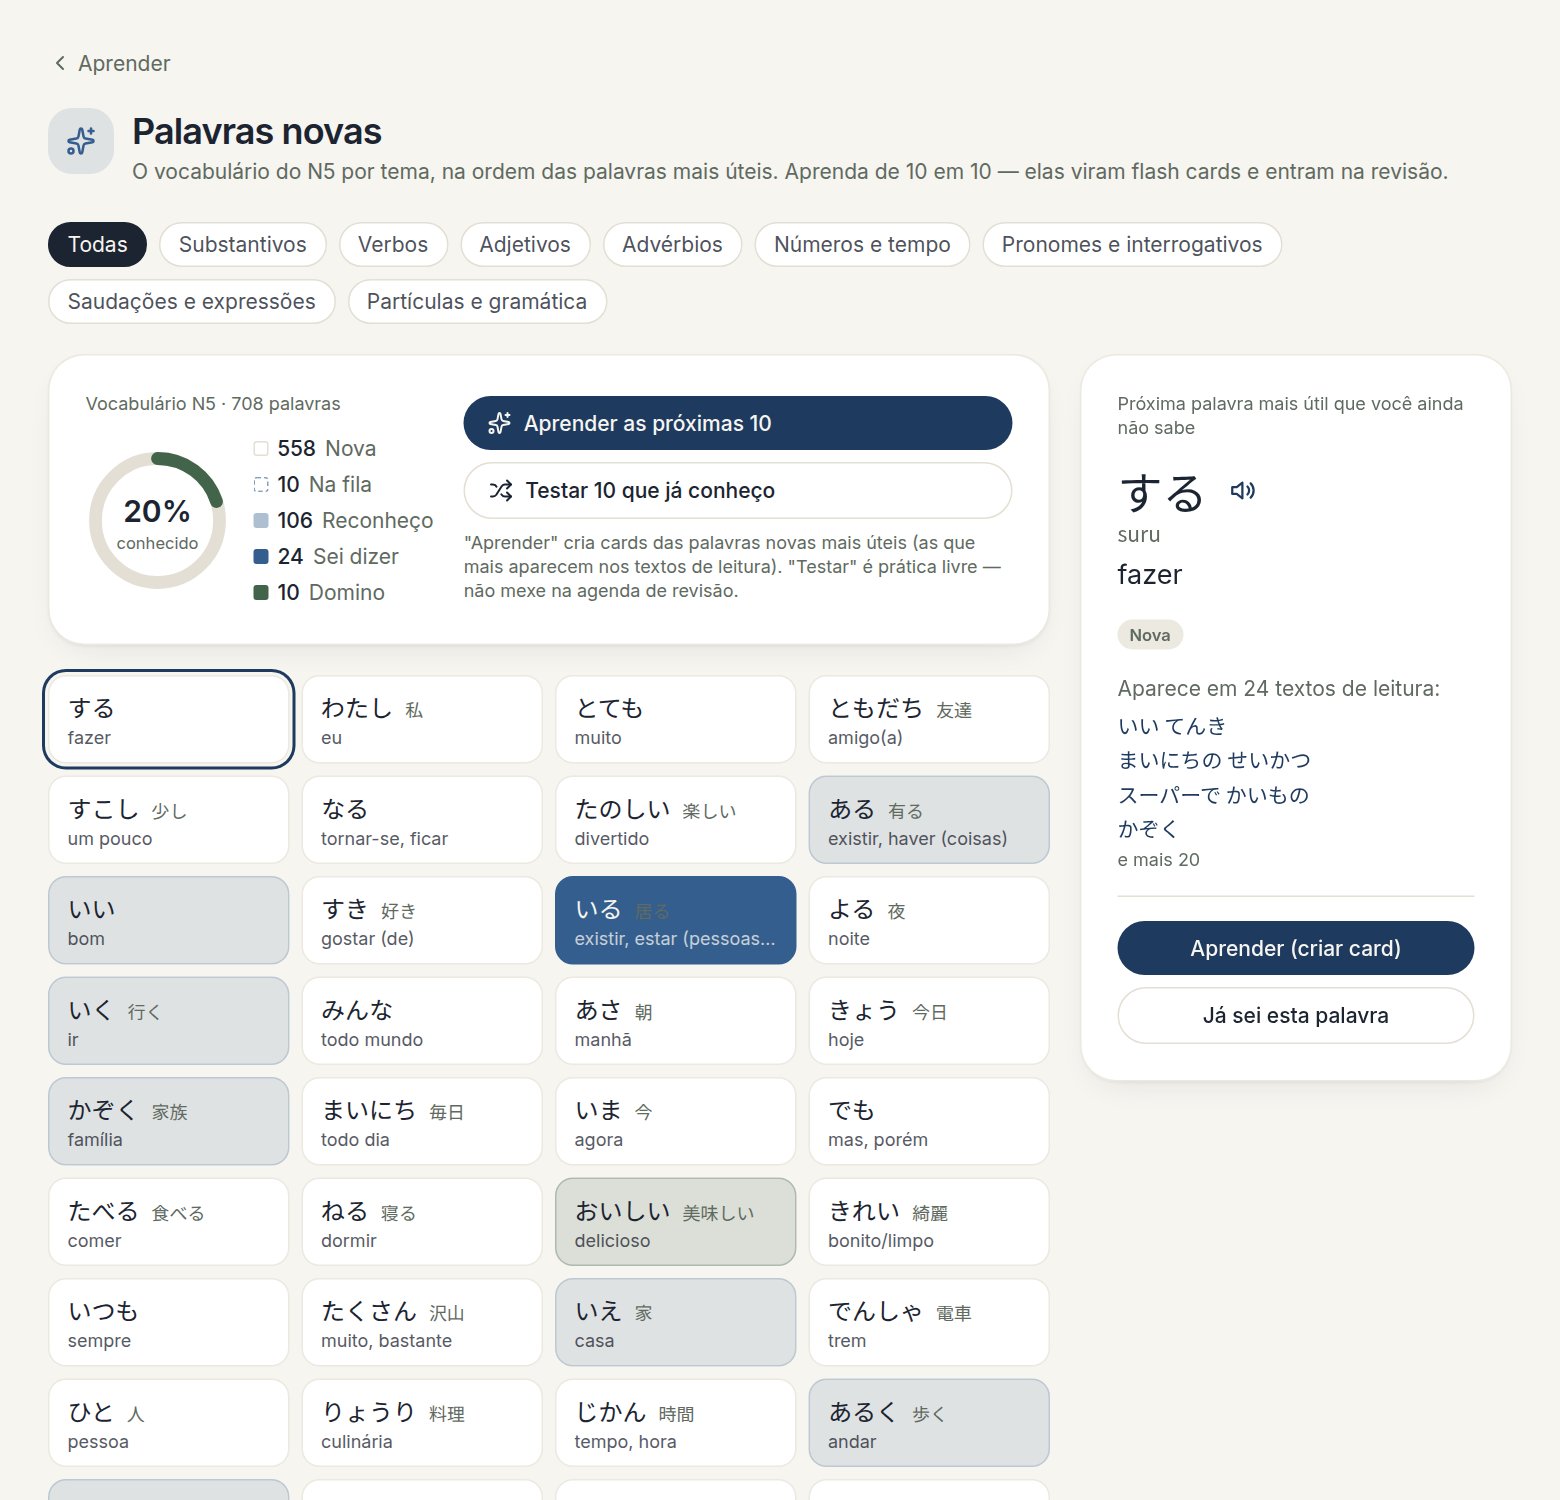 Aprender
Palavras novas
O vocabulário do N5 por tema, na ordem das palavras mais úteis. Aprenda de 10 em 10 — elas viram flash cards e entram na revisão.
Todas
Substantivos
Verbos
Adjetivos
Advérbios
Números e tempo
Pronomes e interrogativos
Saudações e expressões
Partículas e gramática
Vocabulário N5 · 708 palavras
20%
conhecido
558 Nova
10 Na fila
106 Reconheço
24 Sei dizer
10 Domino
Aprender as próximas 10
Testar 10 que já conheço
"Aprender" cria cards das palavras novas mais úteis (as que
mais aparecem nos textos de leitura). "Testar" é prática livre —
não mexe na agenda de revisão.
Próxima palavra mais útil que você ainda
não sabe
する
suru
fazer
Nova
Aparece em 24 textos de leitura:
いい てんき
まいにちの せいかつ
スーパーで かいもの
かぞく
e mais 20
Aprender (criar card)
Já sei esta palavra
する
fazer
わたし 私
eu
とても
muito
ともだち 友達
amigo(a)
すこし 少し
um pouco
なる
tornar-se, ficar
たのしい 楽しい
divertido
ある 有る
existir, haver (coisas)
いい
bom
すき 好き
gostar (de)
いる 居る
existir, estar (pessoas...
よる 夜
noite
いく 行く
ir
みんな
todo mundo
あさ 朝
manhã
きょう 今日
hoje
かぞく 家族
família
まいにち 毎日
todo dia
いま 今
agora
でも
mas, porém
たべる 食べる
comer
ねる 寝る
dormir
おいしい 美味しい
delicioso
きれい 綺麗
bonito/limpo
いつも
sempre
たくさん 沢山
muito, bastante
いえ 家
casa
でんしゃ 電車
trem
ひと 人
pessoa
りょうり 料理
culinária
じかん 時間
tempo, hora
あるく 歩く
andar